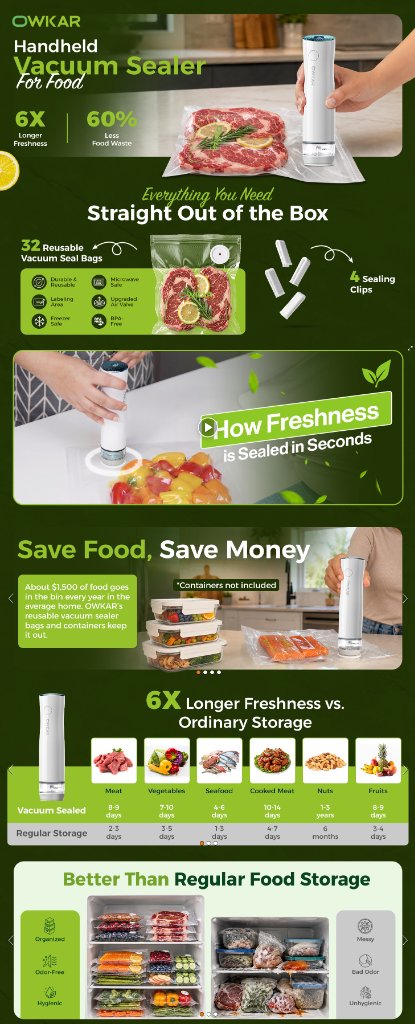 OWKAR
Handheld
Vacuum Sealer
For Food
6X
Longer
Freshness
60%
Less
Food Waste
OWKAR
Everything You Need
Straight Out of the Box
32 Reusable
Vacuum Seal Bags
Durable &
Reusable
Microwave
Safe
Labeling
Area
Upgraded
Air Valve
Freezer
Safe
BPA-
Free
4 Sealing
Clips
How Freshness
is Sealed in Seconds
Save Food, Save Money
About $1,500 of food goes
in the bin every year in the
average home. OWKAR's
reusable vacuum sealer
bags and containers keep
it out.
*Containers not included
6X Longer Freshness vs.
Ordinary Storage
OWKAR
Meat
Vegetables
Seafood
Cooked Meat
Nuts
Fruits
Vacuum Sealed
8-9
days
7-10
days
4-6
days
10-14
days
1-3
years
8-9
days
Regular Storage
2-3
days
3-5
days
1-3
days
4-7
days
6
months
3-4
days
Better Than Regular Food Storage
Organized
Odor-Free
Hygienic
Messy
Bad Odor
Unhygienic